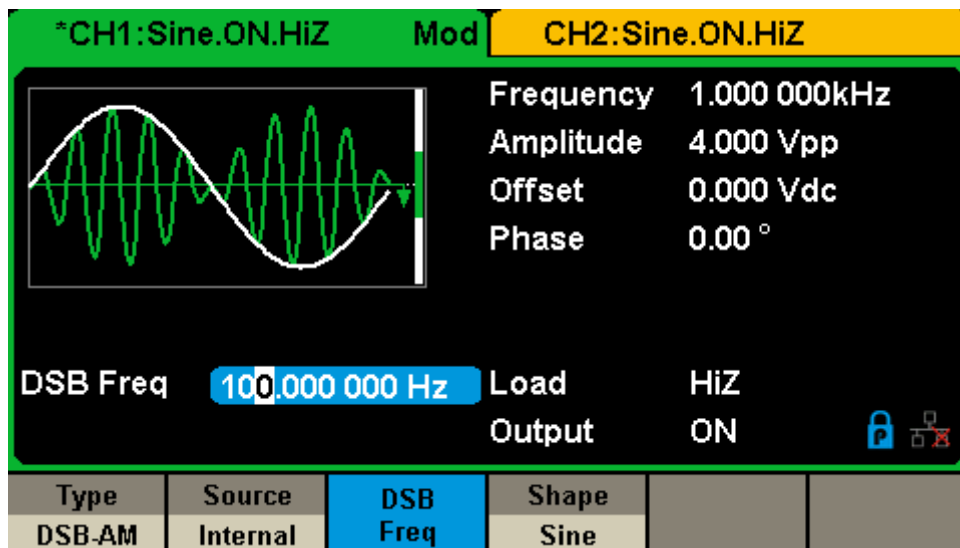 *CH1:Sine.ON.HiZ Mod CH2:Sine.ON.HiZ
Frequency 1.000 000kHz
Amplitude 4.000 Vpp
Offset 0.000 Vdc
Phase 0.00 °
DSB Freq 100.000 000 Hz Load HiZ
Output ON P
Type Source DSB Freq Shape
DSB-AM Internal Sine